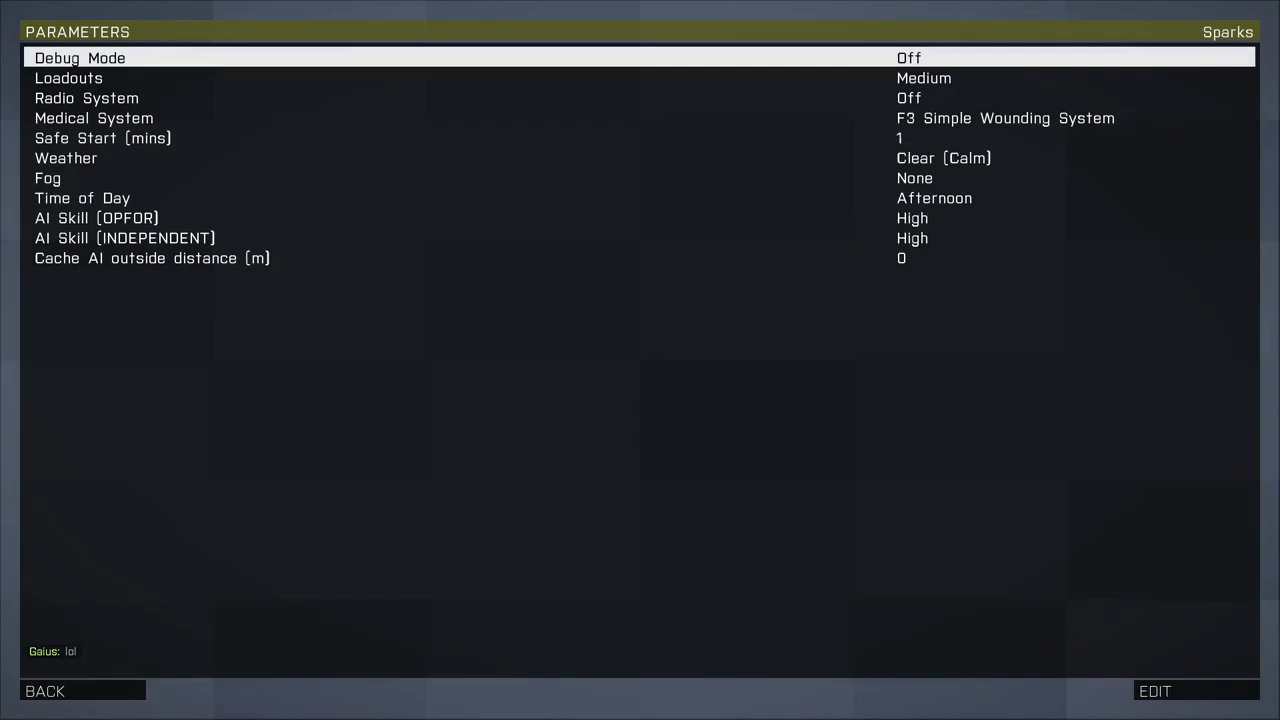 PARAMETERS Sparks
Debug Mode Off
Loadouts Medium
Radio System Off
Medical System F3 Simple Wounding System
Safe Start (mins) 1
Weather Clear (Calm)
Fog None
Time of Day Afternoon
AI Skill (OPFOR) High
AI Skill (INDEPENDENT) High
Cache AI outside distance (m) 0
Gaius: lol
BACK EDIT